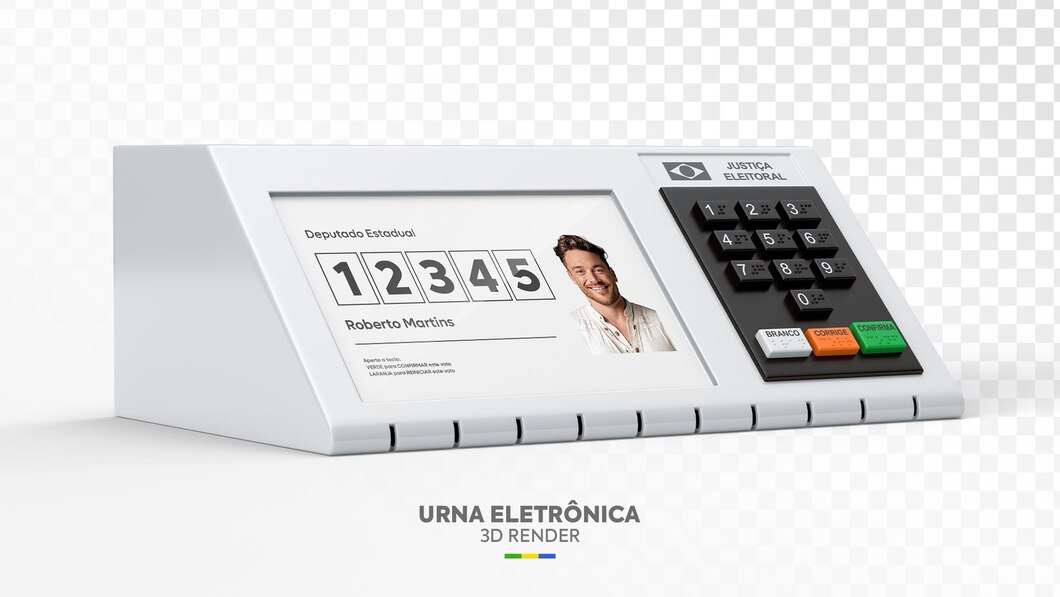 JUSTIÇA
ELEITORAL
Deputado Estadual
1 2 3 4 5
Roberto Martins
Aperte a tecla:
VERDE para CONFIRMAR este voto
LARANJA para REINICIAR este voto
1 2 3
4 5 6
7 8 9
0
BRANCO CORRIGE CONFIRMA
URNA ELETRÔNICA
3D RENDER